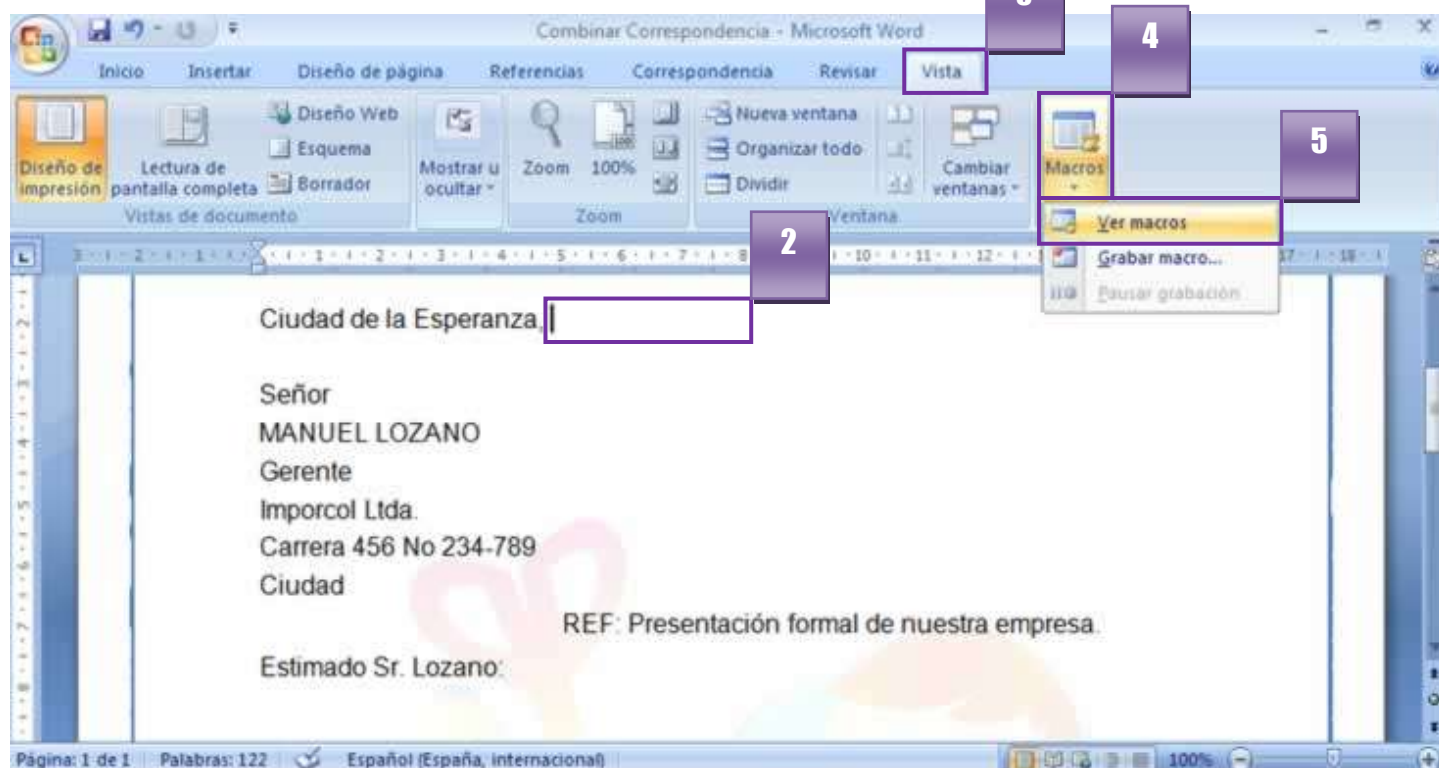 Combinar Correspondencia - Microsoft Word
4
Inicio Insertar Diseño de página Referencias Correspondencia Revisar Vista
5
Diseño de impresión
Lectura de pantalla completa
Diseño Web
Esquema
Borrador
Mostrar u ocultar
Zoom
100%
Nueva ventana
Organizar todo
Dividir
Cambiar ventanas
Macros
Vistas de documento Zoom Ventana
Ver macros
Grabar macro...
Pausar grabación
2
Ciudad de la Esperanza,
Señor
MANUEL LOZANO
Gerente
Imporcol Ltda.
Carrera 456 No 234-789
Ciudad
REF: Presentación formal de nuestra empresa.
Estimado Sr. Lozano:
Página: 1 de 1 Palabras: 122 Español (España, internacional) 100%